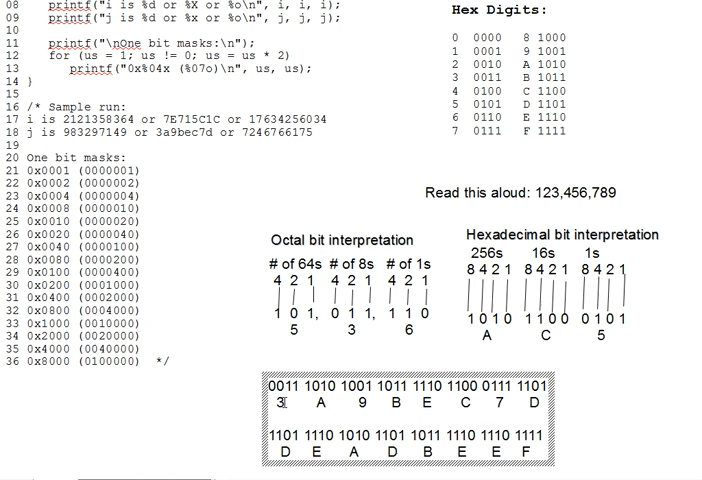 08    printf("i is %d or %X or %o\n", i, i, i);
09    printf("j is %d or %x or %o\n", j, j, j);
10
11    printf("\nOne bit masks:\n");
12    for (us = 1; us != 0; us = us * 2)
13       printf("0x%04x (%07o)\n", us, us);
14 }
15
16 /* Sample run:
17 i is 2121358364 or 7E715C1C or 17634256034
18 j is 983297149 or 3a9bec7d or 7246766175
19
20 One bit masks:
21 0x0001 (0000001)
22 0x0002 (0000002)
23 0x0004 (0000004)
24 0x0008 (0000010)
25 0x0010 (0000020)
26 0x0020 (0000040)
27 0x0040 (0000100)
28 0x0080 (0000200)
29 0x0100 (0000400)
30 0x0200 (0001000)
31 0x0400 (0002000)
32 0x0800 (0004000)
33 0x1000 (0010000)
34 0x2000 (0020000)
35 0x4000 (0040000)
36 0x8000 (0100000)  */
Hex Digits:
0 0000 8 1000
1 0001 9 1001
2 0010 A 1010
3 0011 B 1011
4 0100 C 1100
5 0101 D 1101
6 0110 E 1110
7 0111 F 1111
Read this aloud: 123,456,789
Octal bit interpretation
# of 64s # of 8s # of 1s
4 2 1 4 2 1 4 2 1
1 0 1, 0 1 1, 1 1 0
5 3 6
Hexadecimal bit interpretation
256s 16s 1s
8 4 2 1 8 4 2 1 8 4 2 1
1 0 1 0 1 1 0 0 0 1 0 1
A C 5
0011 1010 1001 1011 1110 1100 0111 1101
3 A 9 B E C 7 D
1101 1110 1010 1101 1011 1110 1110 1111
D E A D B E E F